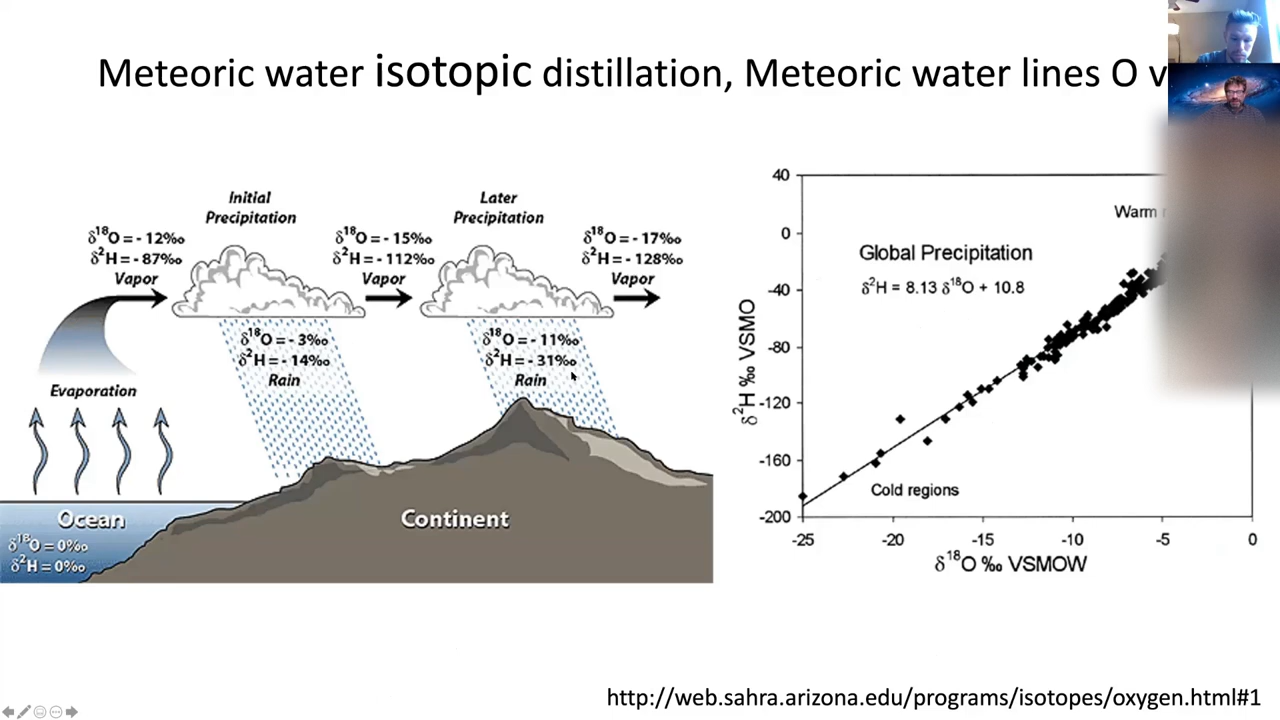 Meteoric water isotopic distillation, Meteoric water lines O v
Initial
Precipitation
Later
Precipitation
δ¹⁸O = - 12‰
δ²H = - 87‰
Vapor
δ¹⁸O = - 15‰
δ²H = - 112‰
Vapor
δ¹⁸O = - 17‰
δ²H = - 128‰
Vapor
δ¹⁸O = - 3‰
δ²H = - 14‰
Rain
δ¹⁸O = - 11‰
δ²H = - 31‰
Rain
Evaporation
Ocean
δ¹⁸O = 0‰
δ²H = 0‰
Continent
40
0
-40
-80
-120
-160
-200
δ²H ‰ VSMO
Warm
Global Precipitation
δ²H = 8.13 δ¹⁸O + 10.8
Cold regions
-25
-20
-15
-10
-5
0
δ¹⁸O ‰ VSMOW
http://web.sahra.arizona.edu/programs/isotopes/oxygen.html#1